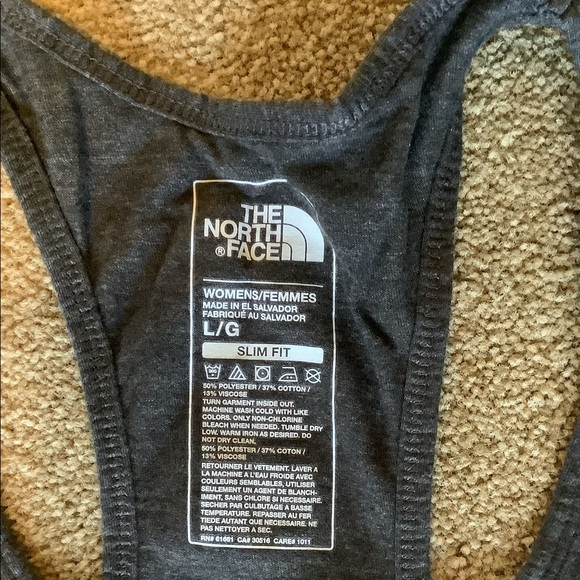 THE
NORTH
®FACE
WOMENS/FEMMES
MADE IN EL SALVADOR
FABRIQUÉ AU SALVADOR
L/G
SLIM FIT
50% POLYESTER / 37% COTTON /
13% VISCOSE
TURN GARMENT INSIDE OUT.
MACHINE WASH COLD WITH LIKE
COLORS. ONLY NON-CHLORINE
BLEACH WHEN NEEDED. TUMBLE DRY
LOW. WARM IRON AS DESIRED. DO
NOT DRY CLEAN.
50% POLYESTER / 37% COTON /
13% VISCOSE
RETOURNER LE VETEMENT. LAVER A
LA MACHINE A L'EAU FROIDE AVEC
COULEURS SEMBLABLES, UTILISER
SEULEMENT UN AGENT DE BLANCH-
IMENT, SANS CHLORE SI NECESSAIRE.
SECHER PAR CULBUTAGE A BASSE
TEMPERATURE. REPASSER AU FER
TIEDE AUTANT QUE NECESSAIRE. NE
PAS NETTOYER A SEC.
RN# 61661 CA# 30516 CARE# 1011